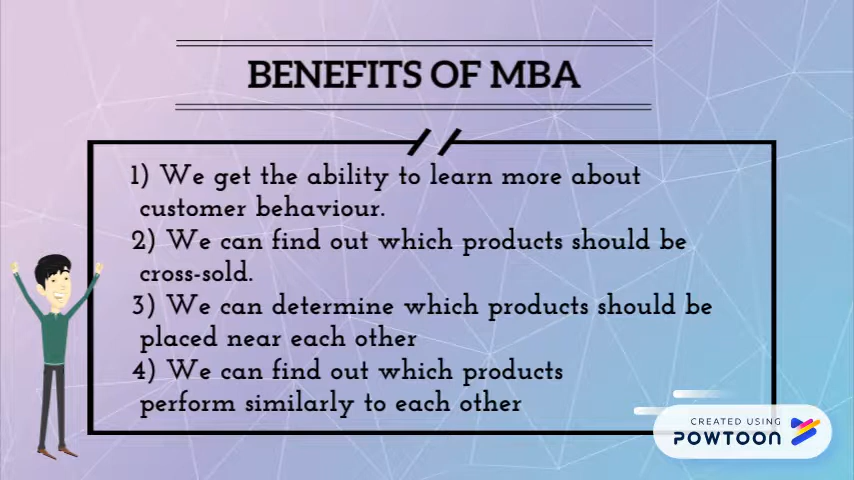 BENEFITS OF MBA
1) We get the ability to learn more about
customer behaviour.
2) We can find out which products should be
cross-sold.
3) We can determine which products should be
placed near each other
4) We can find out which products
perform similarly to each other
CREATED USING
POWTOON